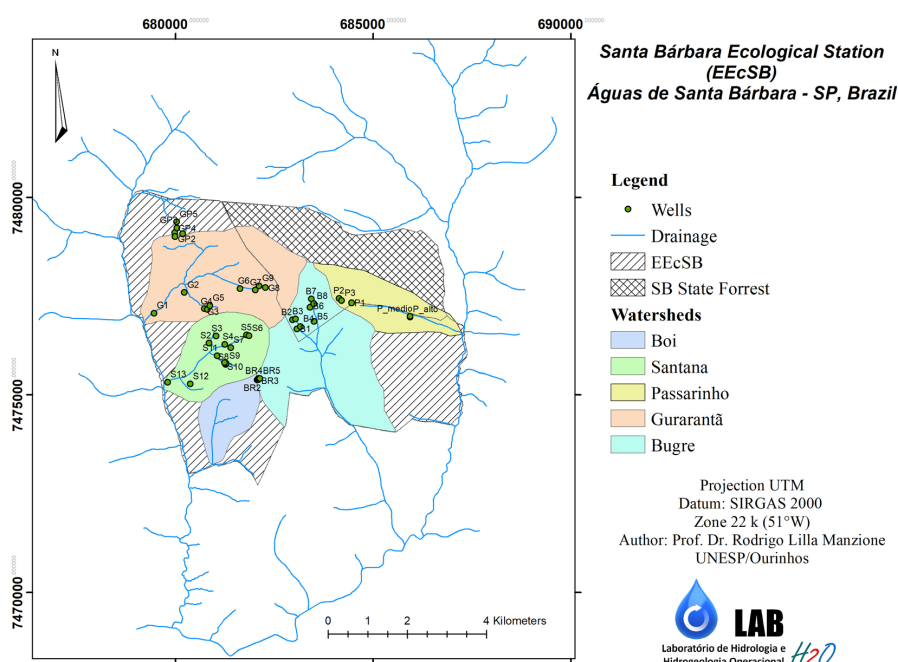 680000
685000
690000
Santa Bárbara Ecological Station
(EEcSB)
Águas de Santa Bárbara - SP, Brazil
N
7480000
7475000
7470000
GP5
GP4
GP2
G1
G2
G3
G4
G5
G6
G7
G9
G8
B7
B8
B6
B2
B3
B4
B5
P2
P3
P1
P_medio
P_alto
S2
S3
S4
S5
S6
S7
S11
S8
S9
S10
S13
S12
BR4
BR5
BR3
BR2
Legend
Wells
Drainage
EEcSB
SB State Forrest
Watersheds
Boi
Santana
Passarinho
Gurarantã
Bugre
Projection UTM
Datum: SIRGAS 2000
Zone 22 k (51°W)
Author: Prof. Dr. Rodrigo Lilla Manzione
UNESP/Ourinhos
0 1 2 4 Kilometers
LAB
Laboratório de Hidrologia e
Hidrogeologia Operacional
H2O